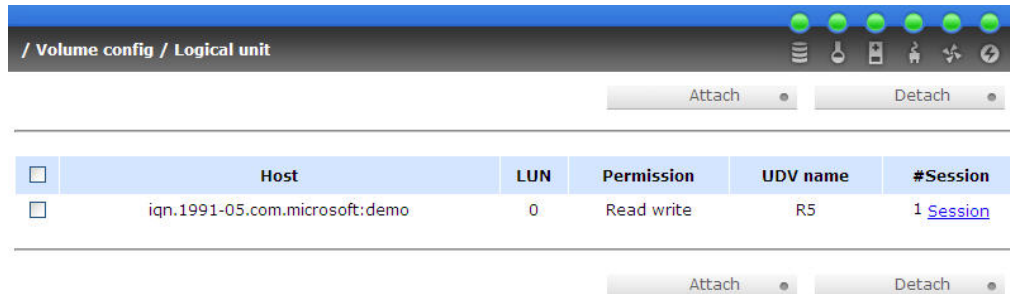 / Volume config / Logical unit
Attach Detach
Host LUN Permission UDV name #Session
iqn.1991-05.com.microsoft:demo 0 Read write R5 1 Session
Attach Detach